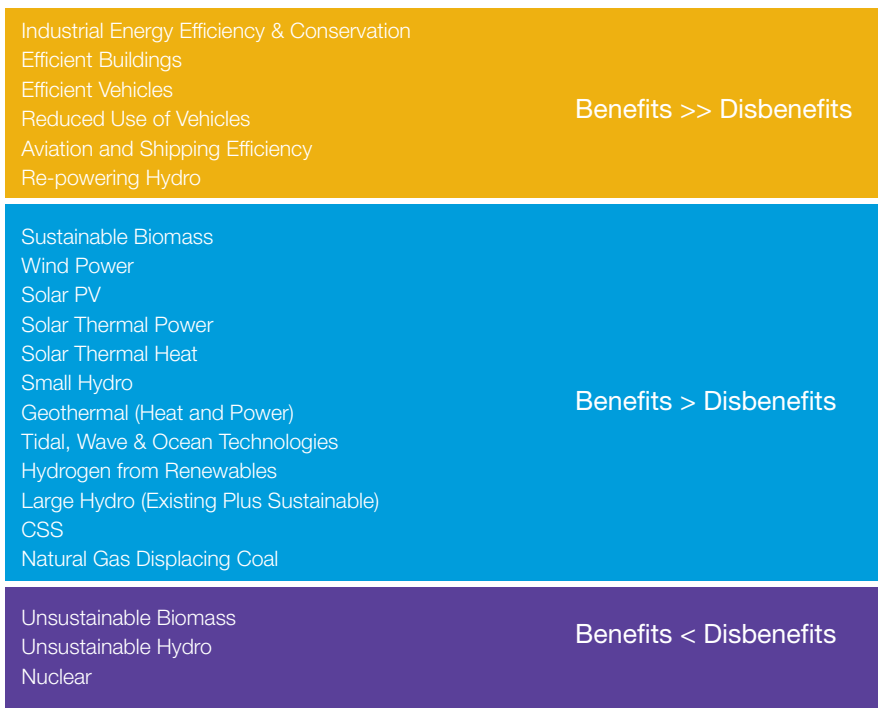 Industrial Energy Efficiency & Conservation
Efficient Buildings
Efficient Vehicles
Reduced Use of Vehicles
Aviation and Shipping Efficiency
Re-powering Hydro
Benefits >> Disbenefits
Sustainable Biomass
Wind Power
Solar PV
Solar Thermal Power
Solar Thermal Heat
Small Hydro
Geothermal (Heat and Power)
Tidal, Wave & Ocean Technologies
Hydrogen from Renewables
Large Hydro (Existing Plus Sustainable)
CSS
Natural Gas Displacing Coal
Benefits > Disbenefits
Unsustainable Biomass
Unsustainable Hydro
Nuclear
Benefits < Disbenefits